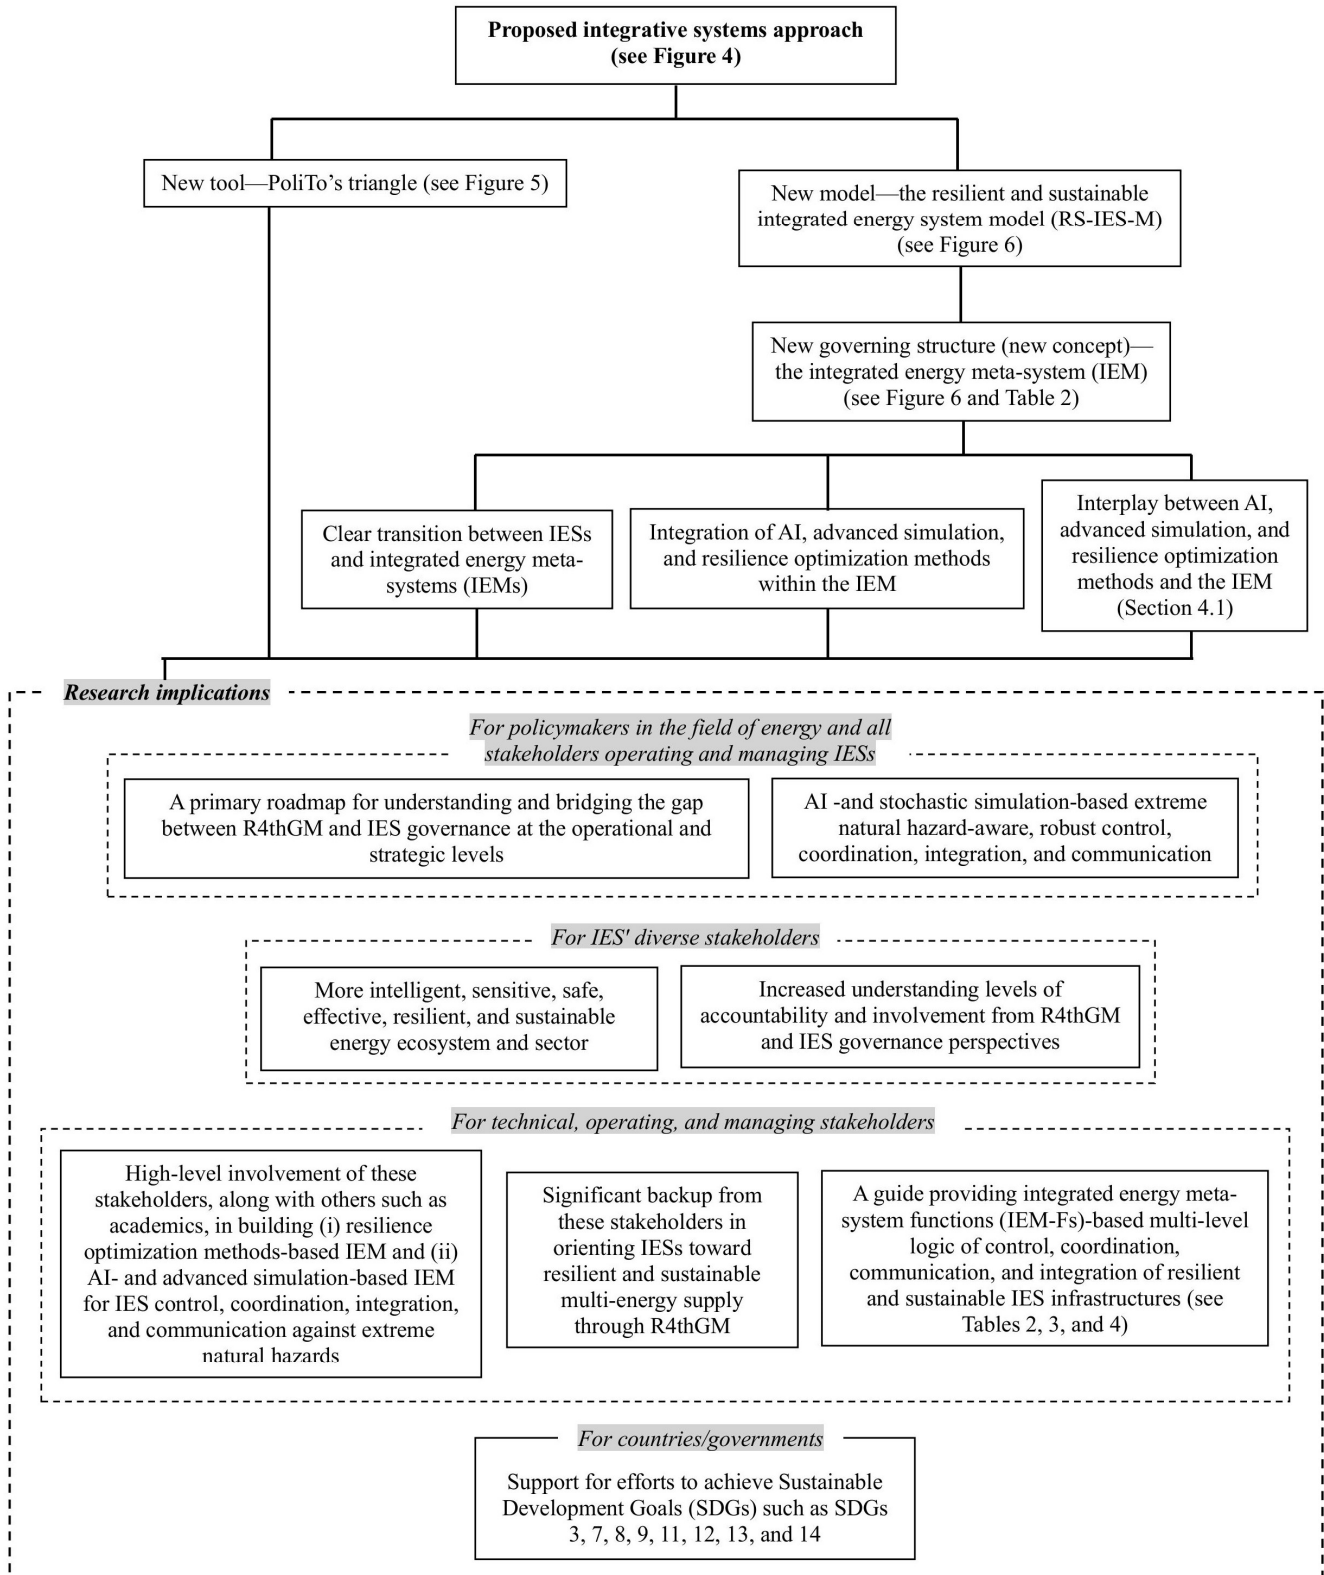 Proposed integrative systems approach
(see Figure 4)
New tool—PoliTo's triangle (see Figure 5)
New model—the resilient and sustainable
integrated energy system model (RS-IES-M)
(see Figure 6)
New governing structure (new concept)—
the integrated energy meta-system (IEM)
(see Figure 6 and Table 2)
Clear transition between IESs
and integrated energy meta-
systems (IEMs)
Integration of AI, advanced simulation,
and resilience optimization methods
within the IEM
Interplay between AI,
advanced simulation, and
resilience optimization
methods and the IEM
(Section 4.1)
Research implications
For policymakers in the field of energy and all
stakeholders operating and managing IESs
A primary roadmap for understanding and bridging the gap
between R4thGM and IES governance at the operational and
strategic levels
AI -and stochastic simulation-based extreme
natural hazard-aware, robust control,
coordination, integration, and communication
For IES' diverse stakeholders
More intelligent, sensitive, safe,
effective, resilient, and sustainable
energy ecosystem and sector
Increased understanding levels of
accountability and involvement from R4thGM
and IES governance perspectives
For technical, operating, and managing stakeholders
High-level involvement of these
stakeholders, along with others such as
academics, in building (i) resilience
optimization methods-based IEM and (ii)
AI- and advanced simulation-based IEM
for IES control, coordination, integration,
and communication against extreme
natural hazards
Significant backup from
these stakeholders in
orienting IESs toward
resilient and sustainable
multi-energy supply
through R4thGM
A guide providing integrated energy meta-
system functions (IEM-Fs)-based multi-level
logic of control, coordination,
communication, and integration of resilient
and sustainable IES infrastructures (see
Tables 2, 3, and 4)
For countries/governments
Support for efforts to achieve Sustainable
Development Goals (SDGs) such as SDGs
3, 7, 8, 9, 11, 12, 13, and 14